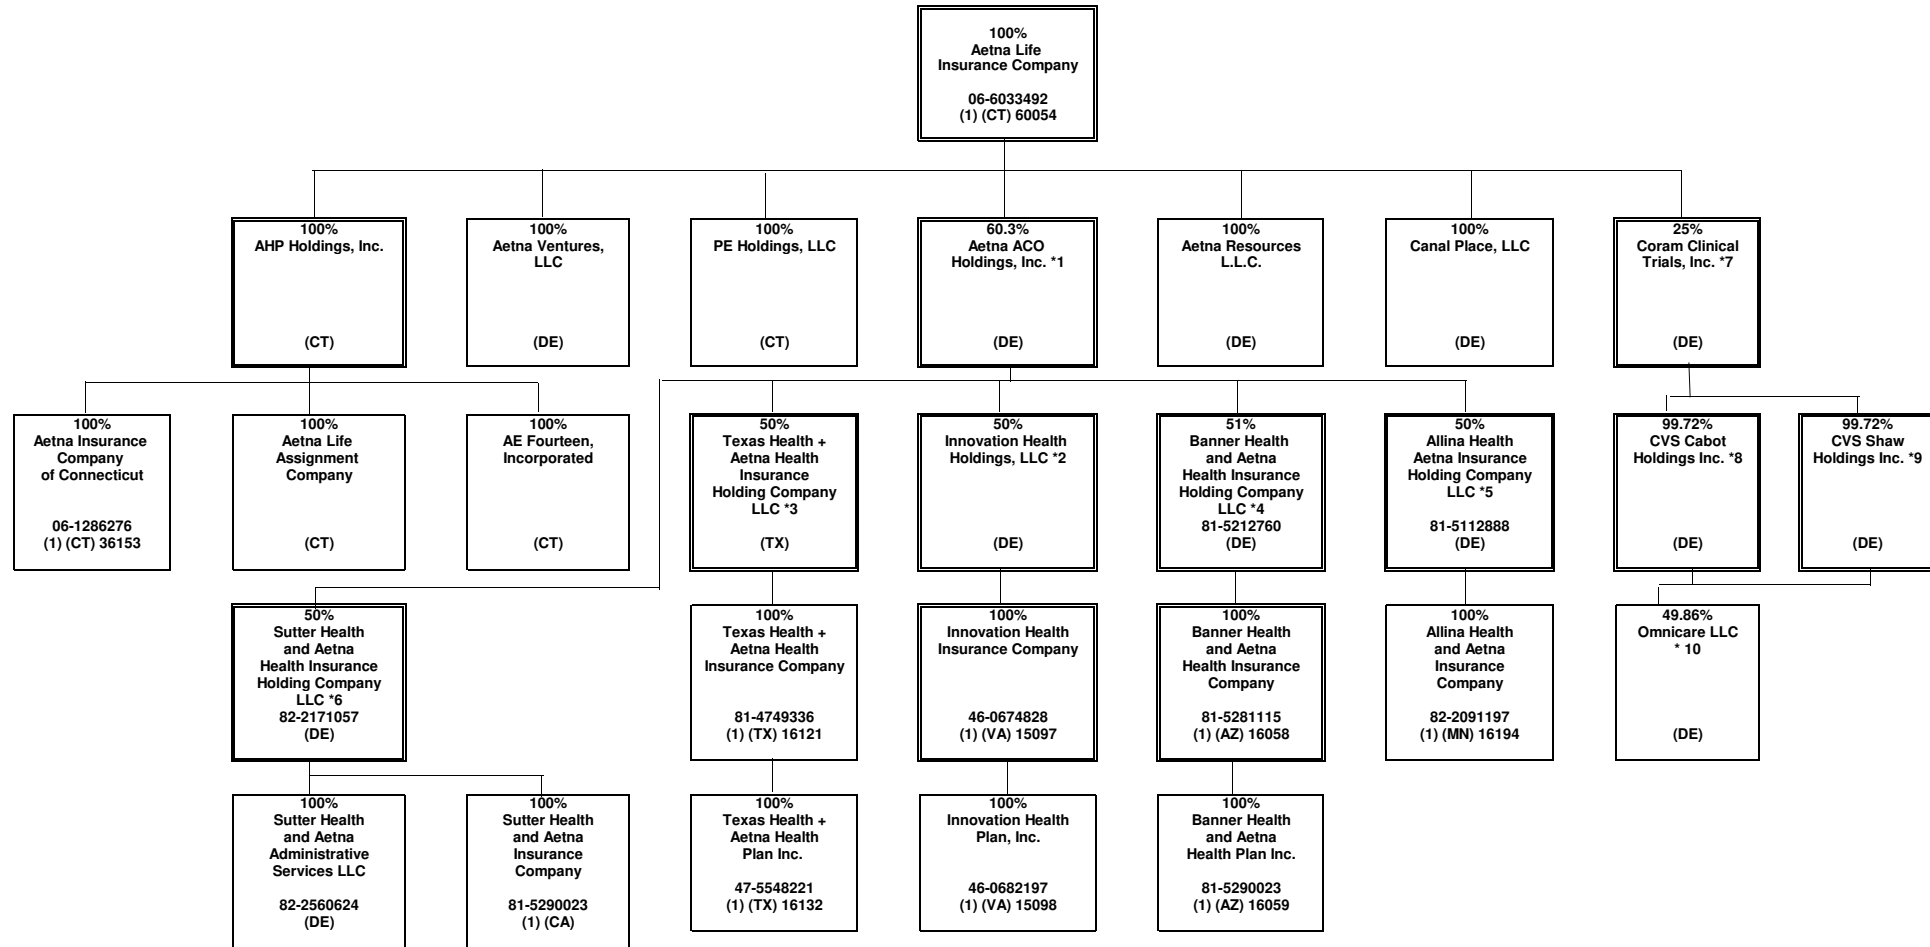 100%
Aetna Life
Insurance Company
06-6033492
(1) (CT) 60054
100%
AHP Holdings, Inc.
(CT)
100%
Aetna Ventures,
LLC
(DE)
100%
PE Holdings, LLC
(CT)
60.3%
Aetna ACO
Holdings, Inc. *1
(DE)
100%
Aetna Resources
L.L.C.
(DE)
100%
Canal Place, LLC
(DE)
25%
Coram Clinical
Trials, Inc. *7
(DE)
100%
Aetna Insurance
Company
of Connecticut
06-1286276
(1) (CT) 36153
100%
Aetna Life
Assignment
Company
(CT)
100%
AE Fourteen,
Incorporated
(CT)
50%
Texas Health +
Aetna Health
Insurance
Holding Company
LLC *3
(TX)
50%
Innovation Health
Holdings, LLC *2
(DE)
51%
Banner Health
and Aetna
Health Insurance
Holding Company
LLC *4
81-5212760
(DE)
50%
Allina Health
Aetna Insurance
Holding Company
LLC *5
81-5112888
(DE)
99.72%
CVS Cabot
Holdings Inc. *8
(DE)
99.72%
CVS Shaw
Holdings Inc. *9
(DE)
50%
Sutter Health
and Aetna
Health Insurance
Holding Company
LLC *6
82-2171057
(DE)
100%
Texas Health +
Aetna Health
Insurance Company
81-4749336
(1) (TX) 16121
100%
Innovation Health
Insurance Company
46-0674828
(1) (VA) 15097
100%
Banner Health
and Aetna
Health Insurance
Company
81-5281115
(1) (AZ) 16058
100%
Allina Health
and Aetna
Insurance
Company
82-2091197
(1) (MN) 16194
49.86%
Omnicare LLC
* 10
(DE)
100%
Sutter Health
and Aetna
Administrative
Services LLC
82-2560624
(DE)
100%
Sutter Health
and Aetna
Insurance
Company
81-5290023
(1) (CA)
100%
Texas Health +
Aetna Health
Plan Inc.
47-5548221
(1) (TX) 16132
100%
Innovation Health
Plan, Inc.
46-0682197
(1) (VA) 15098
100%
Banner Health
and Aetna
Health Plan Inc.
81-5290023
(1) (AZ) 16059